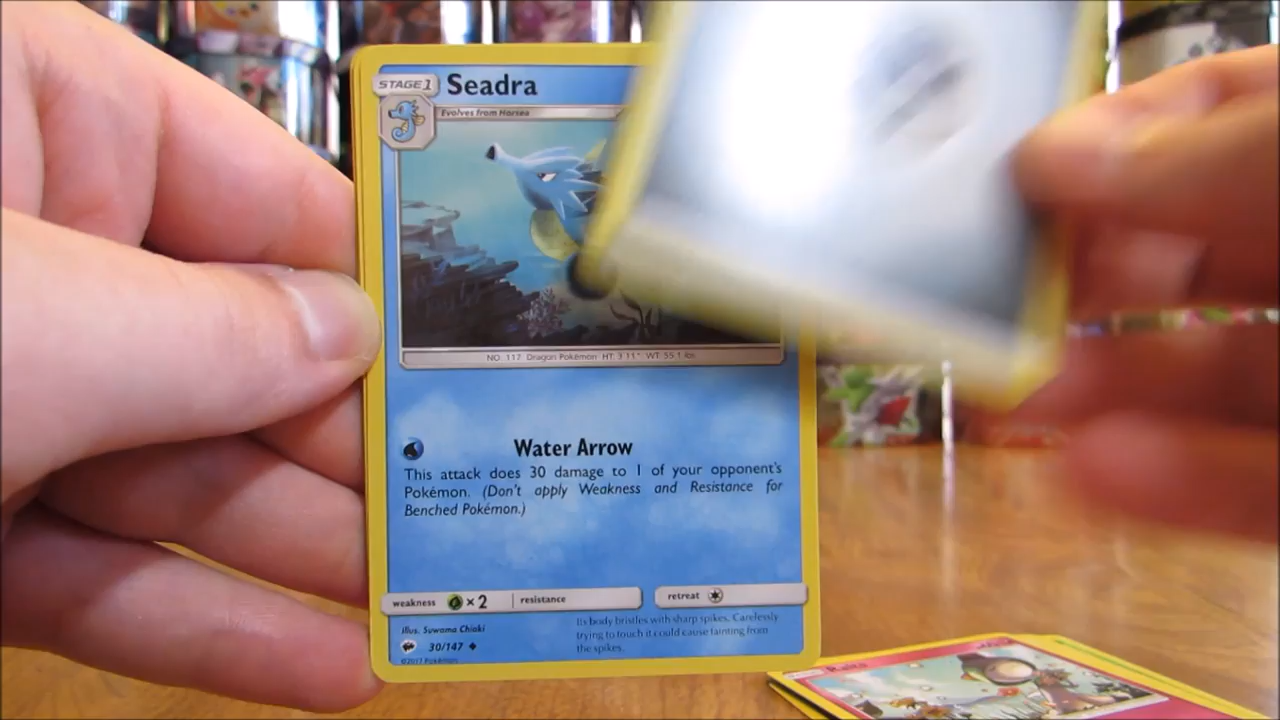 STAGE 1 Seadra
Evolves from Horsea
NO. 117 Dragon Pokémon HT: 3'11" WT: 55.1 lbs
Water Arrow
This attack does 30 damage to 1 of your opponent's
Pokémon. (Don't apply Weakness and Resistance for
Benched Pokémon.)
weakness ×2 resistance retreat
Illus. Suwama Chiaki
30/147
©2017 Pokémon
Its body bristles with sharp spikes. Carelessly
trying to touch it could cause fainting from
the spikes.
Ralts